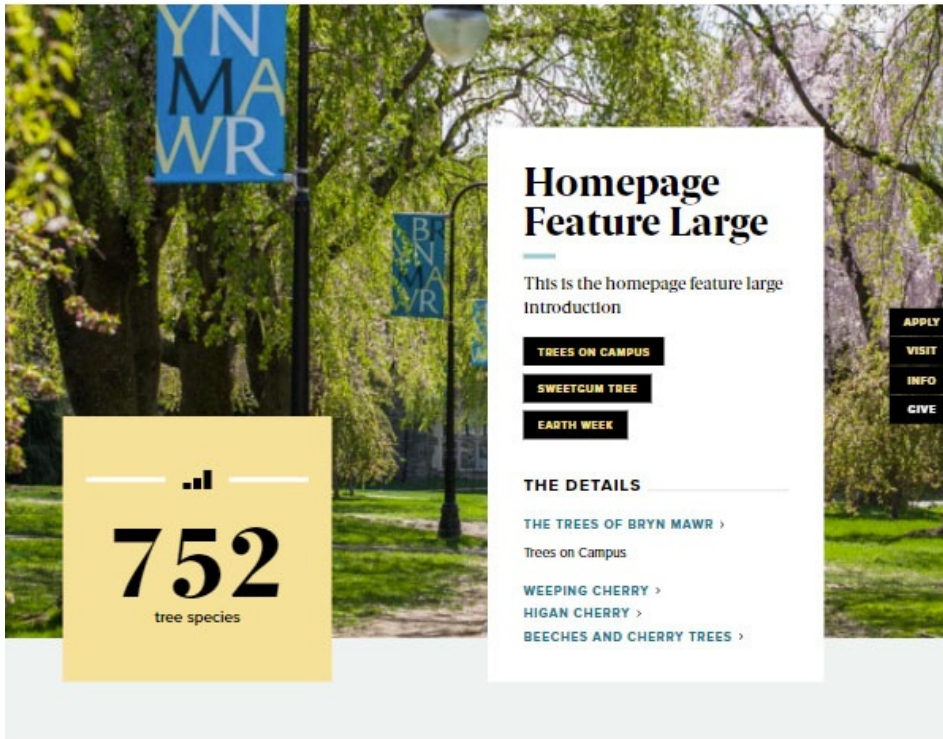 YN
MA
WR
BR
YN
MA
WR
Homepage
Feature Large
This is the homepage feature large
introduction
TREES ON CAMPUS
SWEETGUM TREE
EARTH WEEK
APPLY
VISIT
INFO
GIVE
THE DETAILS
THE TREES OF BRYN MAWR ›
Trees on Campus
WEEPING CHERRY ›
HIGAN CHERRY ›
BEECHES AND CHERRY TREES ›
752
tree species